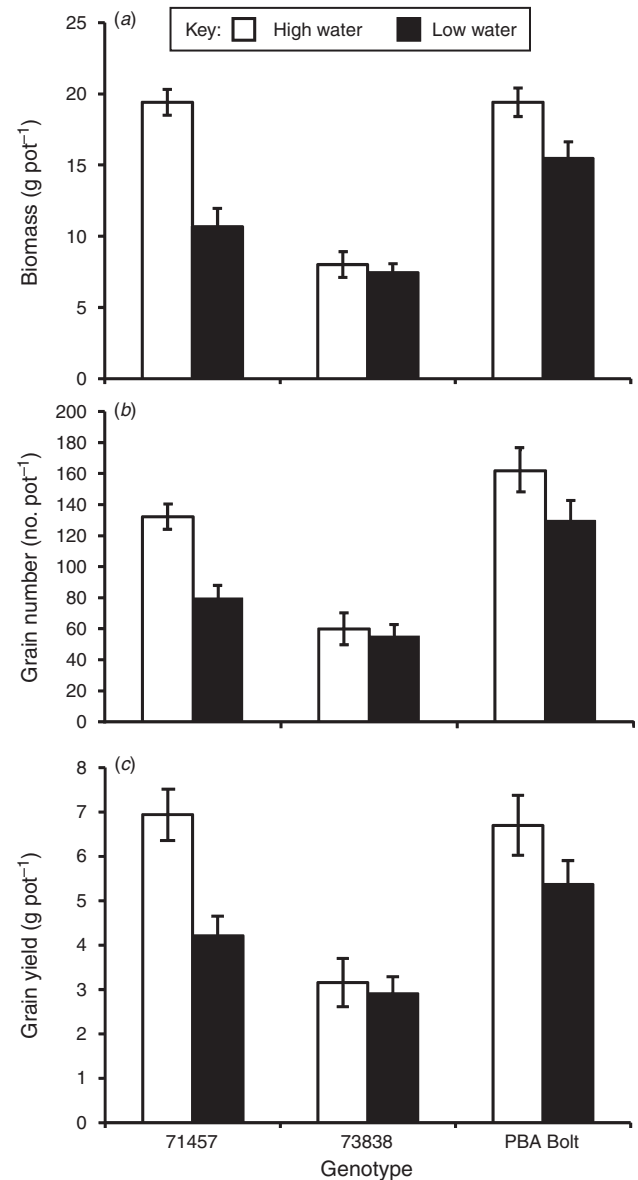 (a)
Key: High water Low water
25
20
15
10
5
0
Biomass (g pot⁻¹)
(b)
200
180
160
140
120
100
80
60
40
20
0
Grain number (no. pot⁻¹)
(c)
8
7
6
5
4
3
2
1
0
Grain yield (g pot⁻¹)
71457 73838 PBA Bolt
Genotype